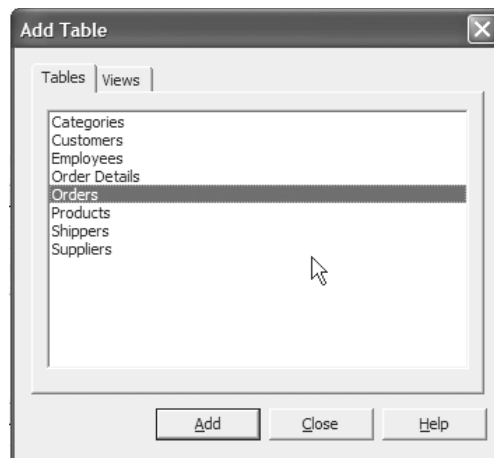 Add Table
Tables Views
Categories
Customers
Employees
Order Details
Orders
Products
Shippers
Suppliers
Add Close Help